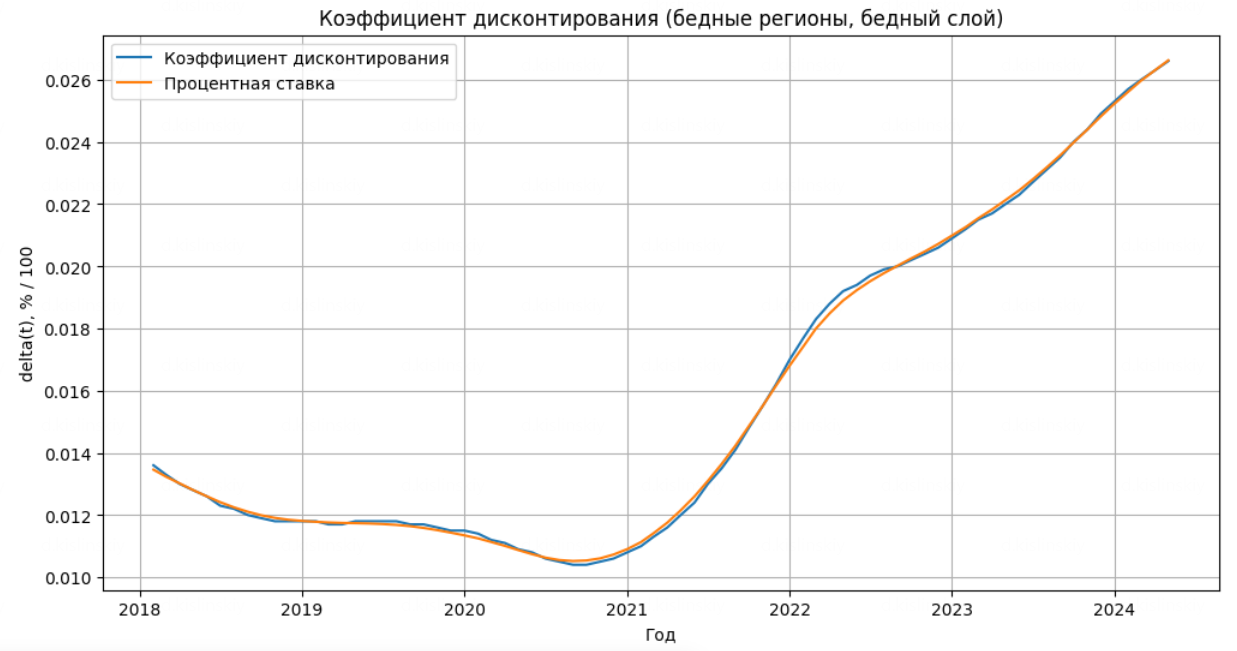 Коэффициент дисконтирования (бедные регионы, бедный слой)
Коэффициент дисконтирования
Процентная ставка
0.026
0.024
0.022
0.020
0.018
0.016
0.014
0.012
0.010
delta(t), % / 100
2018 2019 2020 2021 2022 2023 2024
Год